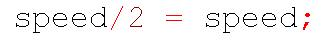 speed/2 = speed;